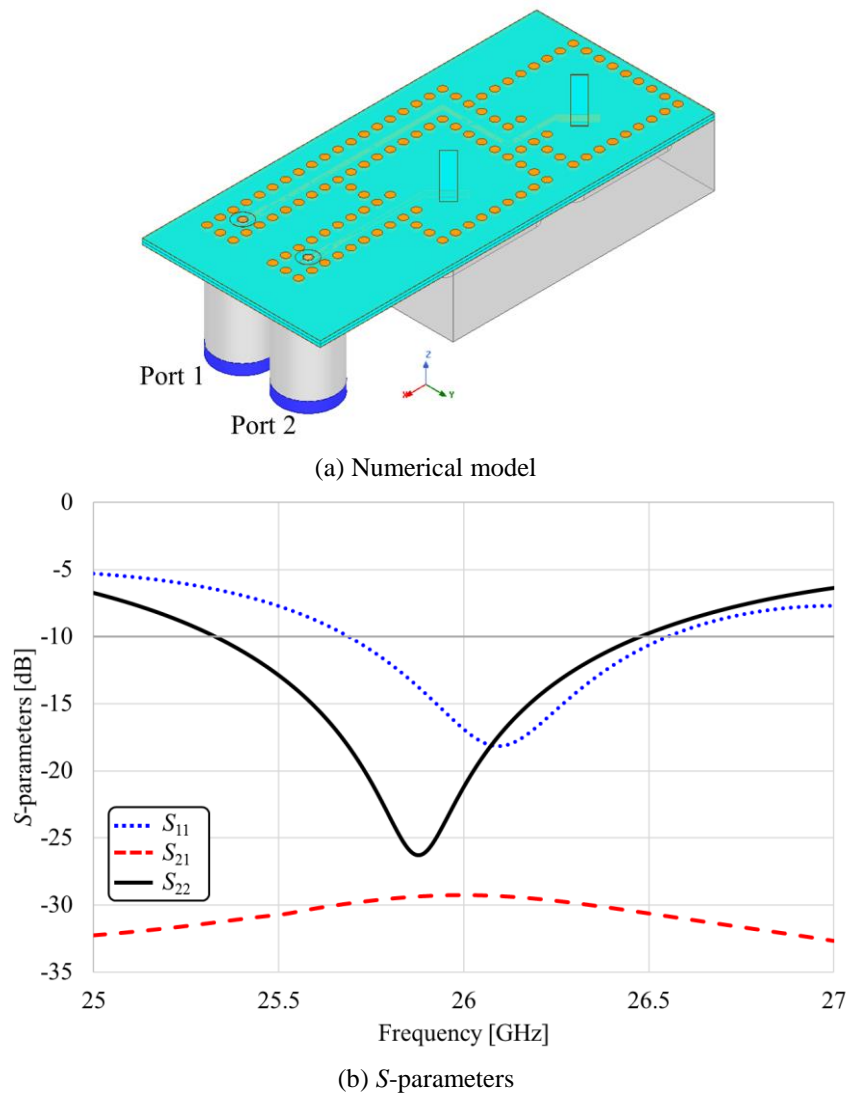 Z
X
Y
Port 1
Port 2
(a) Numerical model
0
-5
-10
-15
-20
-25
-30
-35
S-parameters [dB]
S11
S21
S22
25
25.5
26
26.5
27
Frequency [GHz]
(b) S-parameters